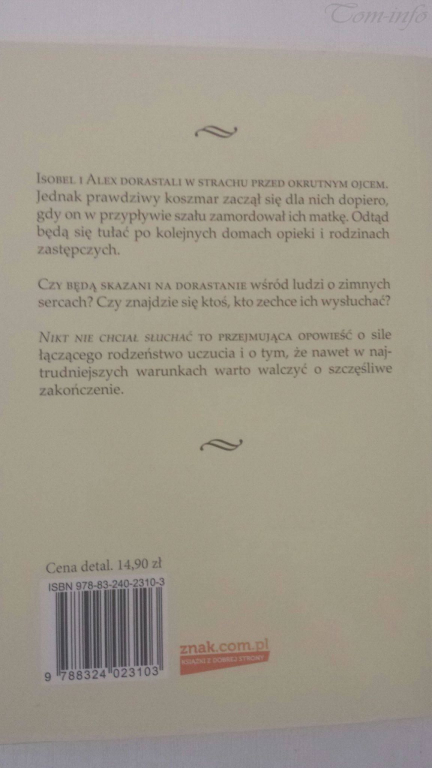 Tom-info
Isobel i Alex dorastali w strachu przed okrutnym ojcem.
Jednak prawdziwy koszmar zaczął się dla nich dopiero,
gdy on w przypływie szału zamordował ich matkę. Odtąd
będą się tułać po kolejnych domach opieki i rodzinach
zastępczych.
Czy będą skazani na dorastanie wśród ludzi o zimnych
sercach? Czy znajdzie się ktoś, kto zechce ich wysłuchać?
Nikt nie chciał słuchać to przejmująca opowieść o sile
łączącego rodzeństwo uczucia i o tym, że nawet w naj-
trudniejszych warunkach warto walczyć o szczęśliwe
zakończenie.
Cena detal. 14,90 zł
ISBN 978-83-240-2310-3
9 788324 023103
znak.com.pl
KSIĄŻKI Z DOBREJ STRONY